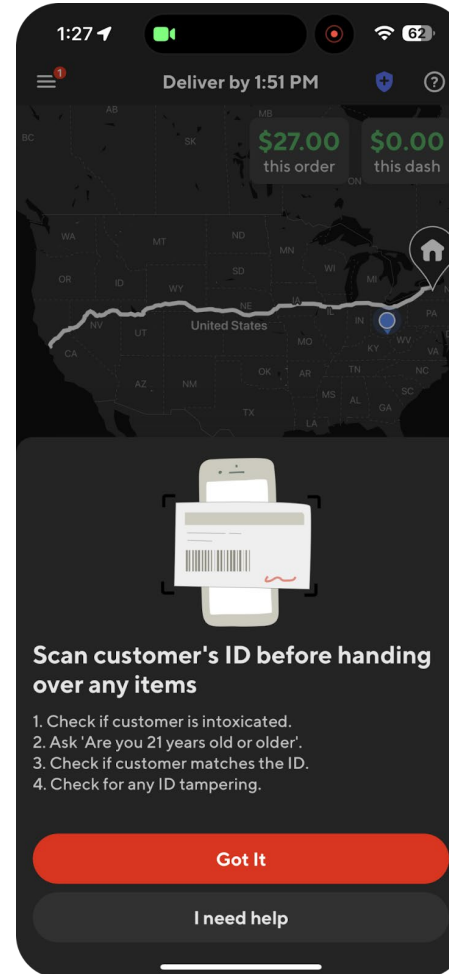 1:27
62
1
Deliver by 1:51 PM
?
AB
MB
BC
SK
$27.00
$0.00
this order
this dash
ON
WA
MT
ND
MN
OR
ID
SD
WI
MI
WY
NE
IA
IL
IN
PA
NV
UT
United States
MO
KY
WV
VA
CA
AZ
NM
OK
AR
TN
NC
SC
MS
AL
GA
TX
LA
Scan customer's ID before handing
over any items
1. Check if customer is intoxicated.
2. Ask 'Are you 21 years old or older'.
3. Check if customer matches the ID.
4. Check for any ID tampering.
Got It
I need help